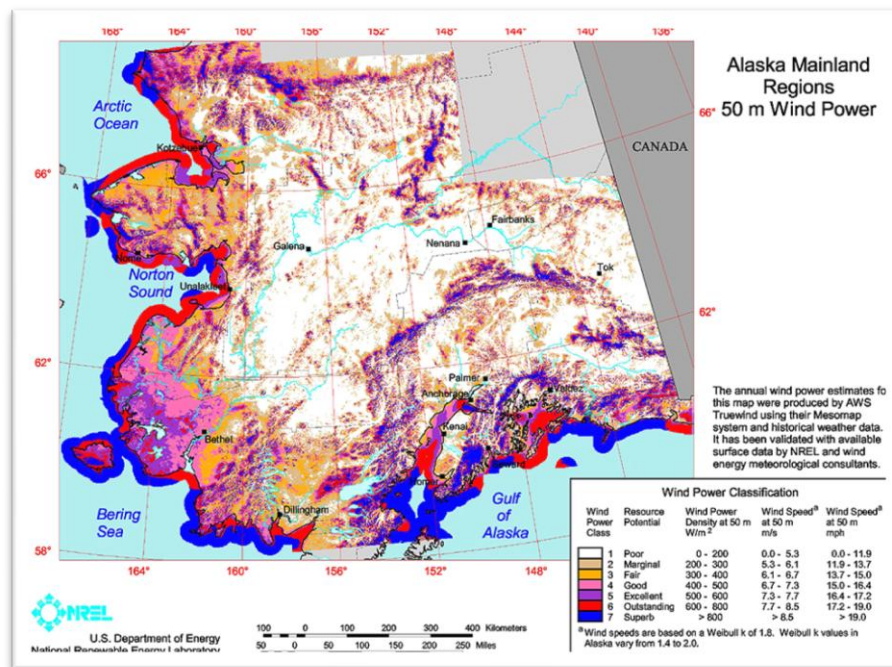 168°
164°
160°
156°
152°
148°
144°
140°
136°
Alaska Mainland
Regions
50 m Wind Power
Arctic
Ocean
Kotzebue
66°
66°
CANADA
Fairbanks
Nenana
Galena
Nome
Norton
Sound
Unalakleet
Tok
62°
62°
Palmer
Anchorage
Valdez
Kenai
Bethel
Seward
Homer
Dillingham
Bering
Sea
Gulf
of
Alaska
58°
164°
160°
156°
152°
148°
The annual wind power estimates fo
this map were produced by AWS
Truewind using their Mesomap
system and historical weather data.
It has been validated with available
surface data by NREL and wind
energy meteorological consultants.
Wind Power Classification
Wind Power Class Resource Potential Wind Power Density at 50 m W/m² Wind Speedᵃ at 50 m m/s Wind Speedᵃ at 50 m mph
1 Poor 0 - 200 0.0 - 5.3 0.0 - 11.9
2 Marginal 200 - 300 5.3 - 6.1 11.9 - 13.7
3 Fair 300 - 400 6.1 - 6.7 13.7 - 15.0
4 Good 400 - 500 6.7 - 7.3 15.0 - 16.4
5 Excellent 500 - 600 7.3 - 7.7 16.4 - 17.2
6 Outstanding 600 - 800 7.7 - 8.5 17.2 - 19.0
7 Superb > 800 > 8.5 > 19.0
ᵃ Wind speeds are based on a Weibull k of 1.8. Weibull k values in
Alaska vary from 1.4 to 2.0.
NREL
U.S. Department of Energy
National Renewable Energy Laboratory
100 0 100 200 300 400 Kilometers
50 0 50 100 150 200 250 Miles